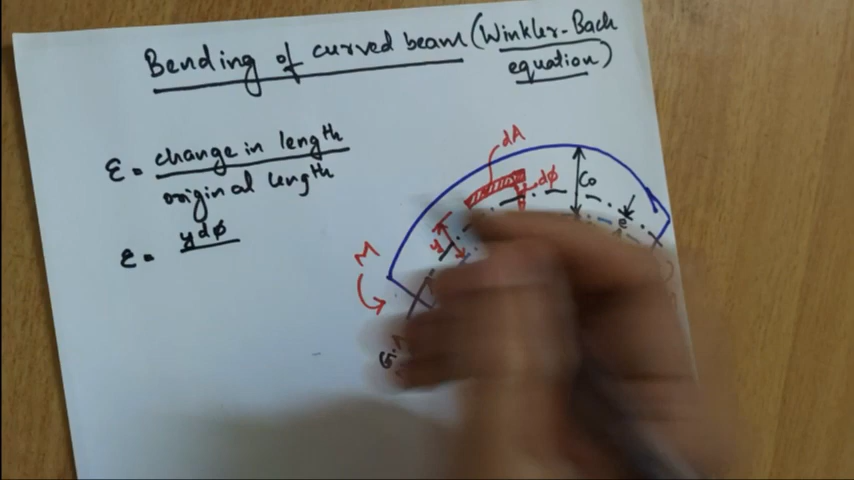 Bending of curved beam (Winkler-Bach
equation)
ε = change in length
original length
ε = ydφ
dA
dφ
Co
e
y
M